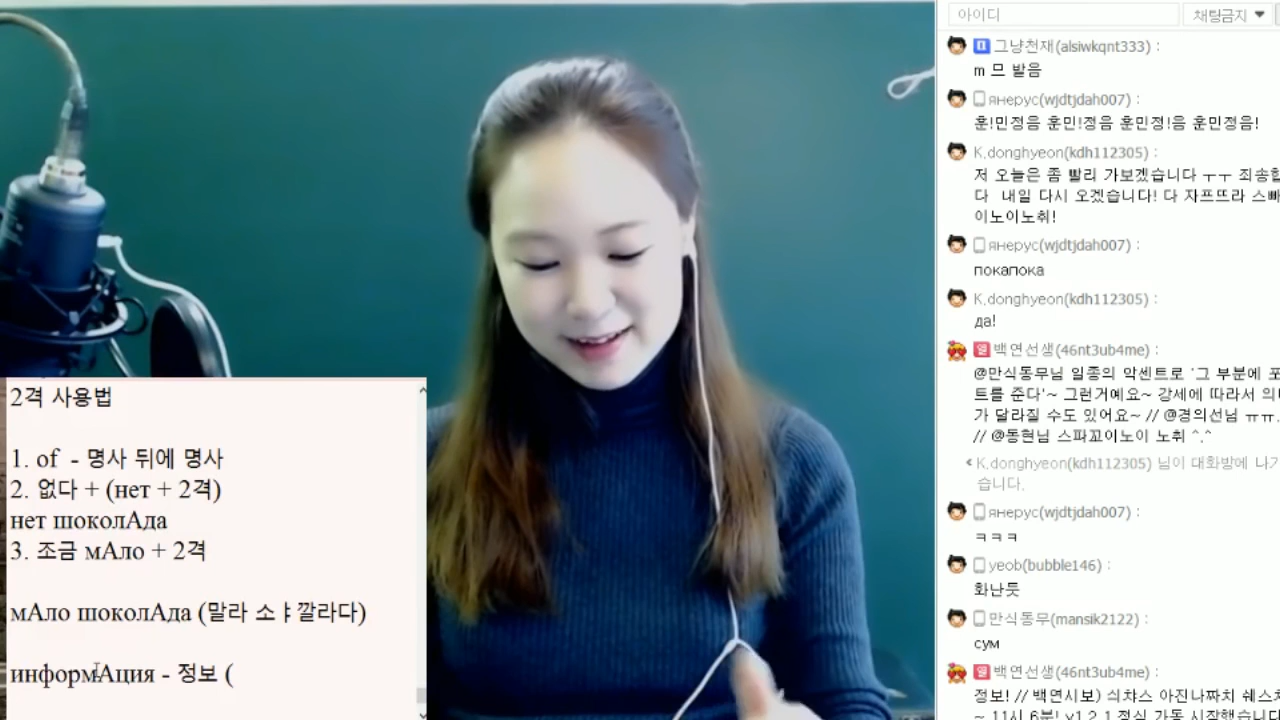 2격 사용법
1. of - 명사 뒤에 명사
2. 없다 + (нет + 2격)
нет шоколАда
3. 조금 мАло + 2격
мАло шоколАда (말라 소ㅑ깔라다)
информАция - 정보 (
아이디
채팅금지
그냥천재(alsiwkqnt333) :
m 므 발음
янерус(wjdtjdah007) :
훈!민정음 훈민!정음 훈민정!음 훈민정음!
K.donghyeon(kdh112305) :
저 오늘은 좀 빨리 가보겠습니다 ㅜㅜ 죄송합
다 내일 다시 오겠습니다! 다 자프뜨라 스빠
이노이노취!
янерус(wjdtjdah007) :
покапока
K.donghyeon(kdh112305) :
да!
열 백연선생(46nt3ub4me) :
@만식동무님 일종의 악센트로 '그 부분에 포
트를 준다'~ 그런거예요~ 강세에 따라서 의미
가 달라질 수도 있어요~ // @경의선님 ㅠㅠ
// @동현님 스파꼬이노이 노취 ^.^
K.donghyeon(kdh112305) 님이 대화방에 나가
습니다.
янерус(wjdtjdah007) :
ㅋㅋㅋ
yeob(bubble146) :
화난듯
만식동무(mansik2122) :
сум
열 백연선생(46nt3ub4me) :
정보! // 백연시보) 싀챠스 아진나짜치 쉐스
~ 11시 6분! v1.2.1 정식 가동 시작했습니다